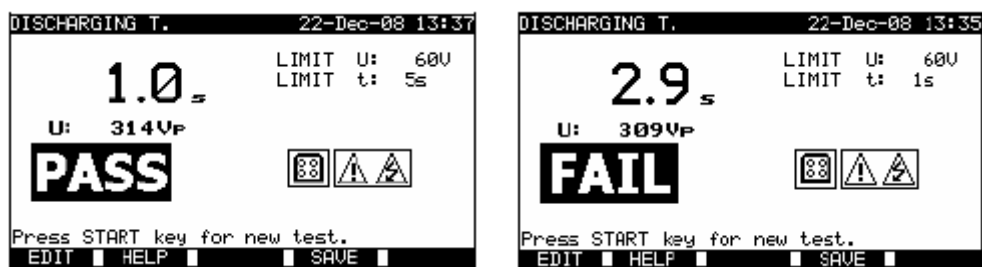 DISCHARGING T. 22-Dec-08 13:37
LIMIT U: 60V
LIMIT t: 5s
1.0 s
U: 314Vp
PASS
Press START key for new test.
EDIT HELP SAVE
DISCHARGING T. 22-Dec-08 13:35
LIMIT U: 60V
LIMIT t: 1s
2.9 s
U: 309Vp
FAIL
Press START key for new test.
EDIT HELP SAVE